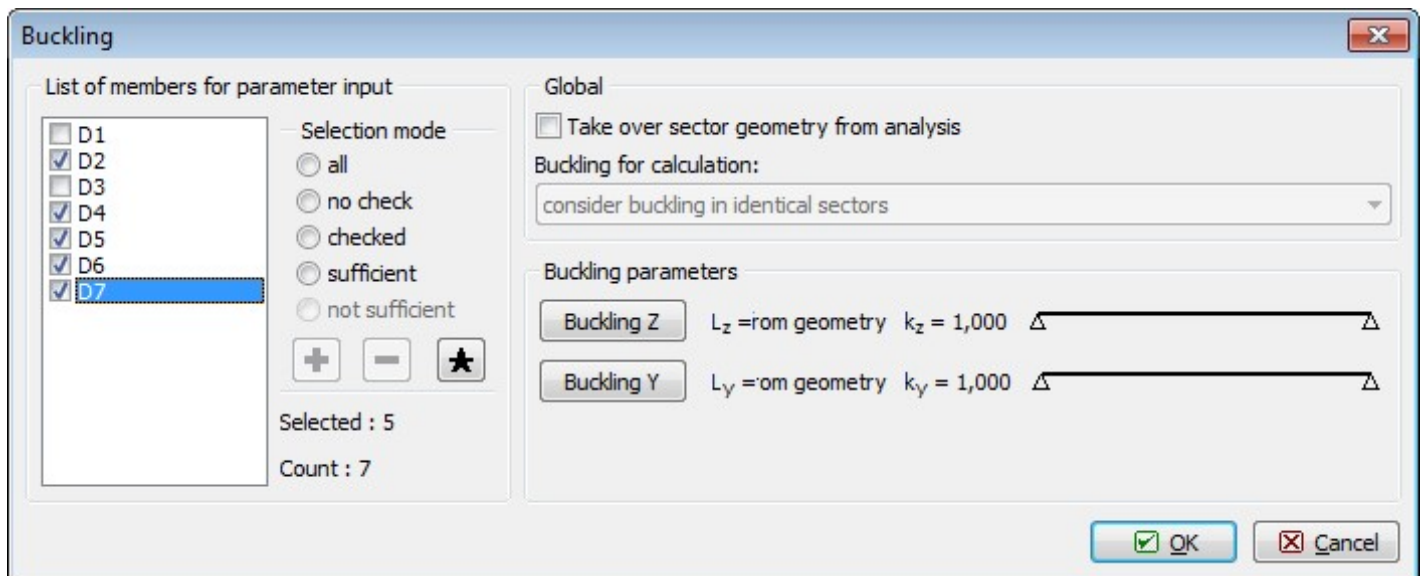 Buckling
List of members for parameter input
D1
D2
D3
D4
D5
D6
D7
Selection mode
all
no check
checked
sufficient
not sufficient
Selected : 5
Count : 7
Global
Take over sector geometry from analysis
Buckling for calculation:
consider buckling in identical sectors
Buckling parameters
Buckling Z Lz =rom geometry kz = 1,000
Buckling Y Ly =rom geometry ky = 1,000
OK Cancel